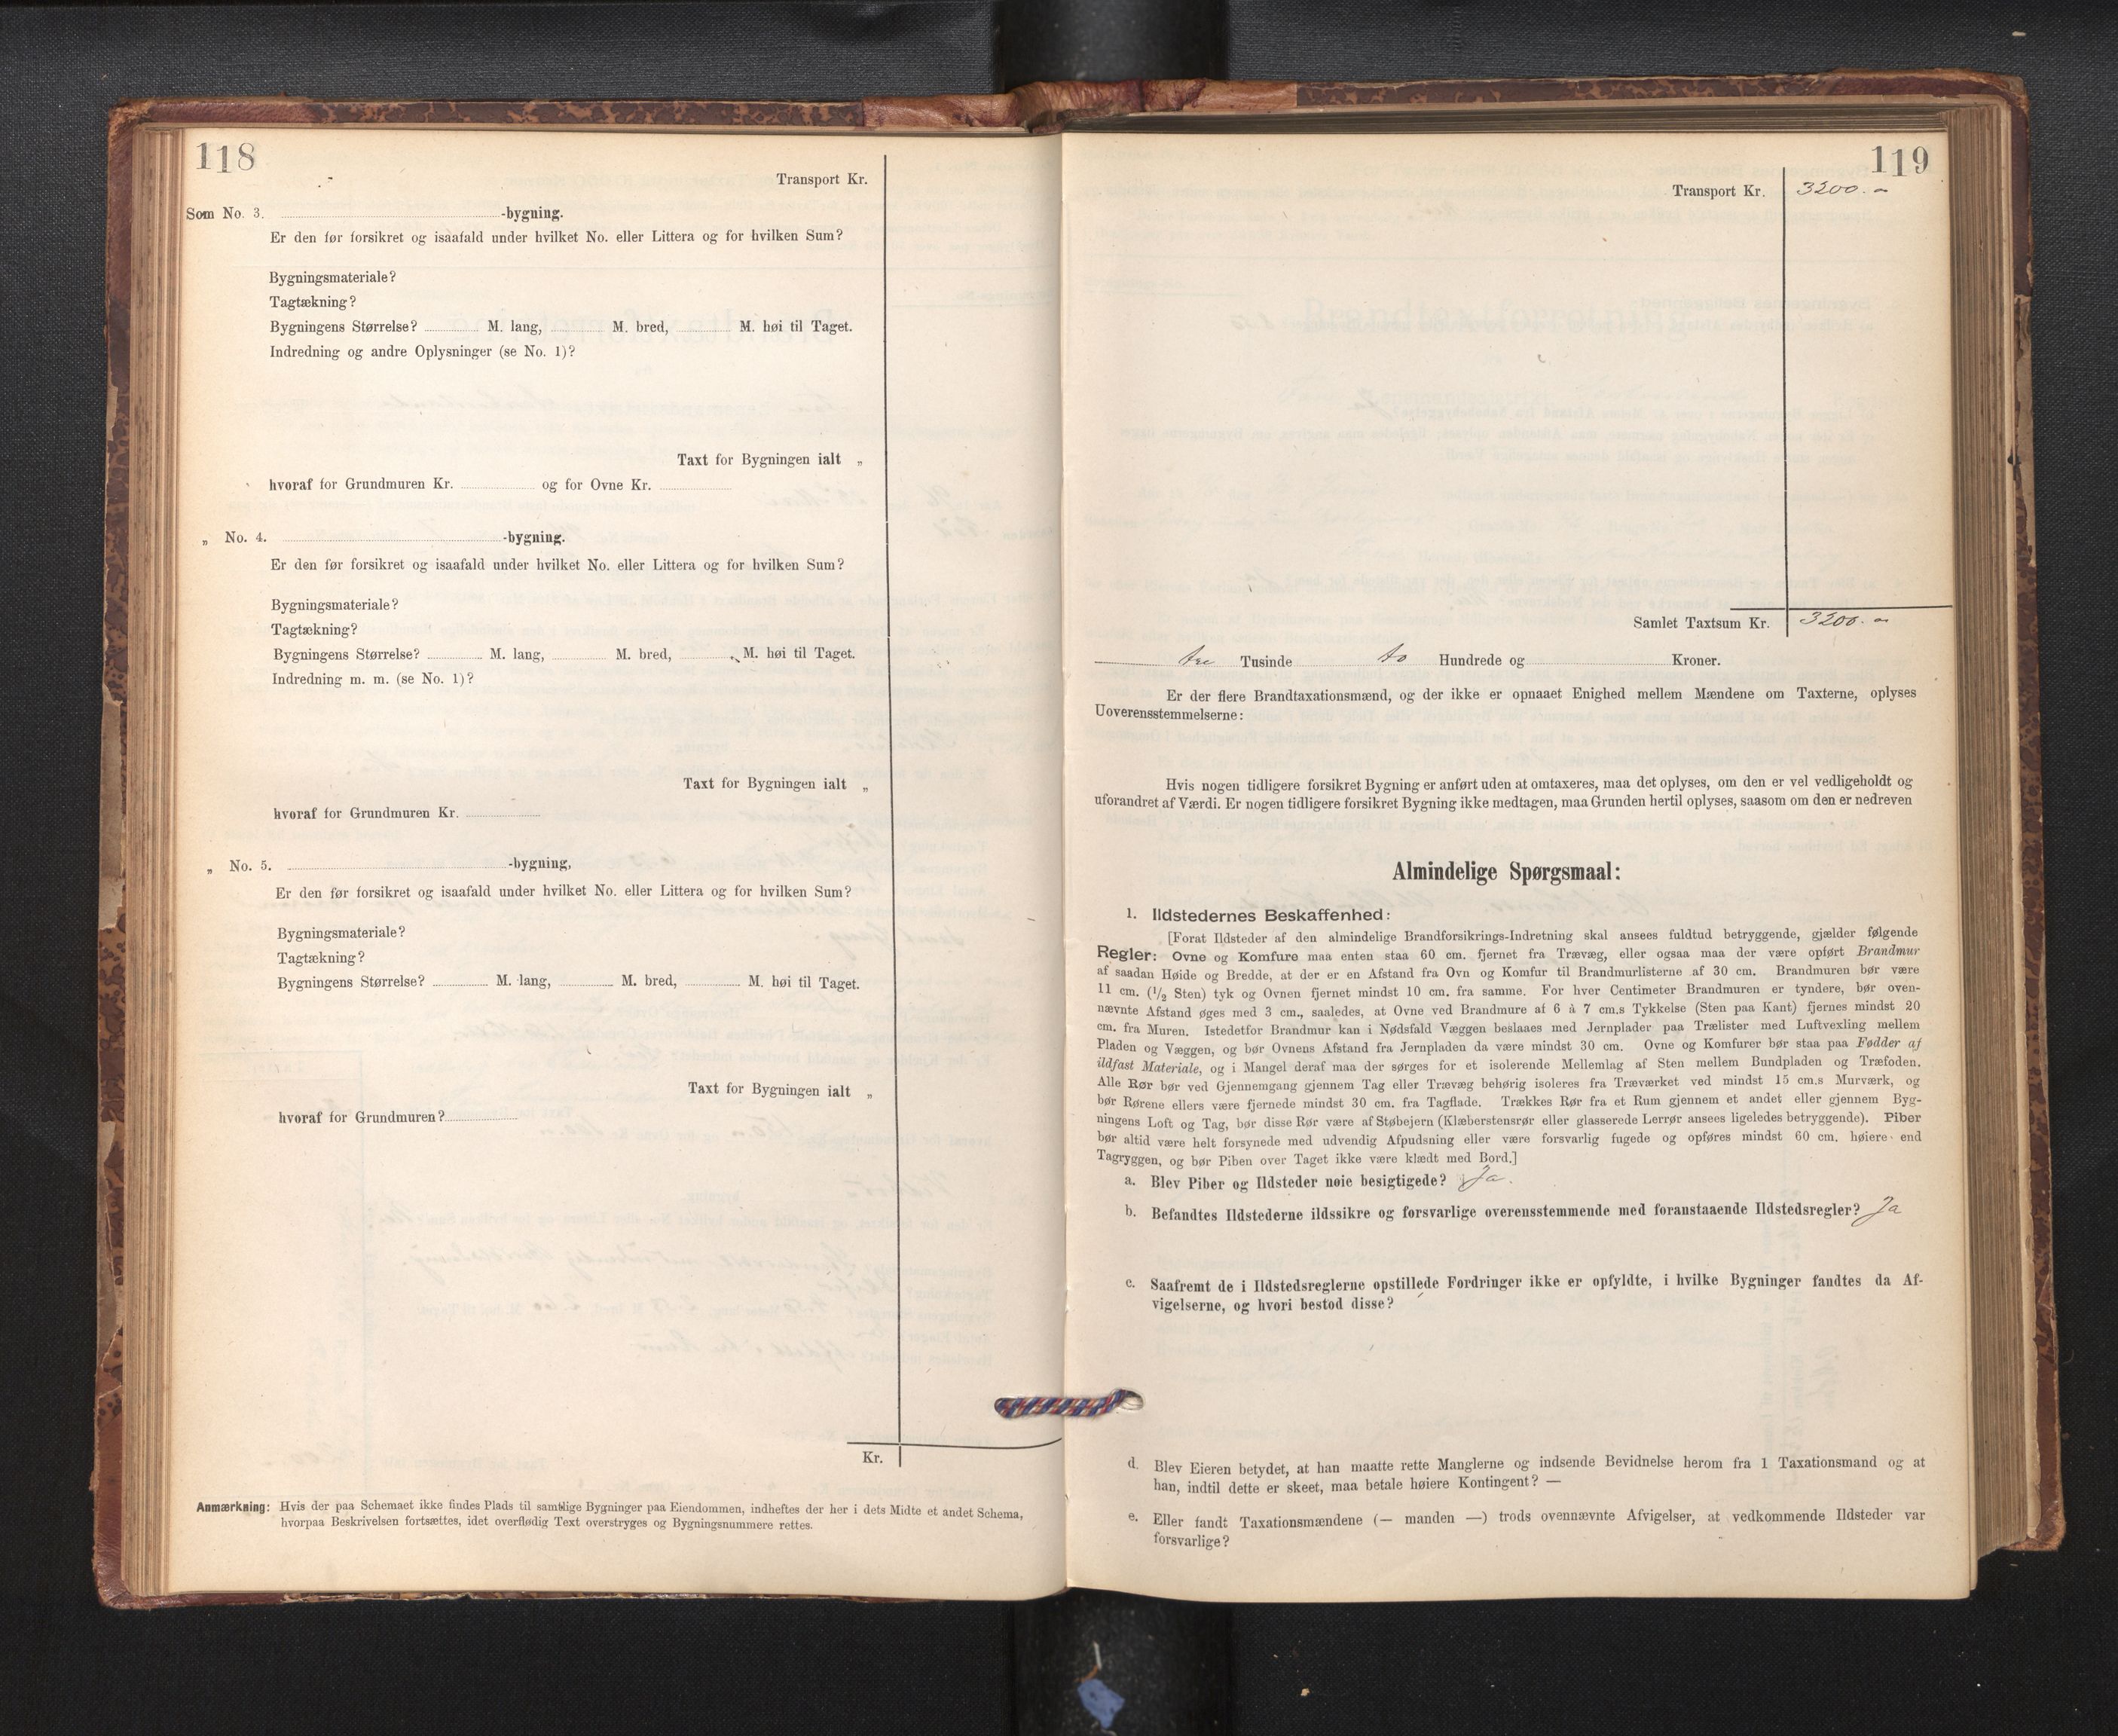 118
Transport Kr.
Som No. 3. -bygning.
Er den før forsikret og isaafald under hvilket No. eller Littera og for hvilken Sum?
Bygningsmateriale?
Tagtækning?
Bygningens Størrelse? M. lang, M. bred, M. høi til Taget.
Indredning og andre Oplysninger (se No. 1)?
Taxt for Bygningen ialt „
hvoraf for Grundmuren Kr. og for Ovne Kr.
„ No. 4. -bygning.
Er den før forsikret og isaafald under hvilket No. eller Littera og for hvilken Sum?
Bygningsmateriale?
Tagtækning?
Bygningens Størrelse? M. lang, M. bred, M. høi til Taget.
Indredning m. m. (se No. 1)?
Taxt for Bygningen ialt „
hvoraf for Grundmuren Kr.
„ No. 5. -bygning,
Er den før forsikret og isaafald under hvilket No. eller Littera og for hvilken Sum?
Bygningsmateriale?
Tagtækning?
Bygningens Størrelse? M. lang, M. bred, M. høi til Taget.
Taxt for Bygningen ialt „
hvoraf for Grundmuren?
Kr.
Anmærkning: Hvis der paa Schemaet ikke findes Plads til samtlige Bygninger paa Eiendommen, indheftes der her i dets Midte et andet Schema,
hvorpaa Beskrivelsen fortsættes, idet overflødig Text overstryges og Bygningsnummere rettes.
119
Transport Kr. 3200.-
Samlet Taxtsum Kr. 3200.-
tre Tusinde to Hundrede og Kroner.
Er der flere Brandtaxationsmænd, og der ikke er opnaaet Enighed mellem Mændene om Taxterne, oplyses
Uoverensstemmelserne:
Hvis nogen tidligere forsikret Bygning er anført uden at omtaxeres, maa det oplyses, om den er vel vedligeholdt og
uforandret af Værdi. Er nogen tidligere forsikret Bygning ikke medtagen, maa Grunden hertil oplyses, saasom om den er nedreven
Almindelige Spørgsmaal:
1. Ildstedernes Beskaffenhed:
[Forat Ildsteder af den almindelige Brandforsikrings-Indretning skal ansees fuldtud betryggende, gjælder følgende
Regler: Ovne og Komfure maa enten staa 60 cm. fjernet fra Trævæg, eller ogsaa maa der være opført Brandmur
af saadan Høide og Bredde, at der er en Afstand fra Ovn og Komfur til Brandmurlisterne af 30 cm. Brandmuren bør være
11 cm. (1/2 Sten) tyk og Ovnen fjernet mindst 10 cm. fra samme. For hver Centimeter Brandmuren er tyndere, bør oven-
nævnte Afstand øges med 3 cm., saaledes, at Ovne ved Brandmure af 6 à 7 cm.s Tykkelse (Sten paa Kant) fjernes mindst 20
cm. fra Muren. Istedetfor Brandmur kan i Nødsfald Væggen beslaaes med Jernplader paa Trælister med Luftvexling mellem
Pladen og Væggen, og bør Ovnens Afstand fra Jernpladen da være mindst 30 cm. Ovne og Komfurer bør staa paa Fødder af
ildfast Materiale, og i Mangel deraf maa der sørges for et isolerende Mellemlag af Sten mellem Bundpladen og Træfoden.
Alle Rør bør ved Gjennemgang gjennem Tag eller Trævæg behørig isoleres fra Træværket ved mindst 15 cm.s Murværk, og
bør Rørene ellers være fjernede mindst 30 cm. fra Tagflade. Trækkes Rør fra et Rum gjennem et andet eller gjennem Byg-
ningens Loft og Tag, bør disse Rør være af Støbejern (Klæberstensrør eller glasserede Lerrør ansees ligeledes betryggende). Piber
bør altid være helt forsynede med udvendig Afpudsning eller være forsvarlig fugede og opføres mindst 60 cm. høiere end
Tagryggen, og bør Piben over Taget ikke være klædt med Bord.]
a. Blev Piber og Ildsteder nøie besigtigede? Ja.
b. Befandtes Ildstederne ildssikre og forsvarlige overensstemmende med foranstaaende Ildstedsregler? Ja
c. Saafremt de i Ildstedsreglerne opstillede Fordringer ikke er opfyldte, i hvilke Bygninger fandtes da Af-
vigelserne, og hvori bestod disse?
d. Blev Eieren betydet, at han maatte rette Manglerne og indsende Bevidnelse herom fra 1 Taxationsmand og at
han, indtil dette er skeet, maa betale høiere Kontingent? —
e. Eller fandt Taxationsmændene (— manden —) trods ovennævnte Afvigelser, at vedkommende Ildsteder var
forsvarlige?